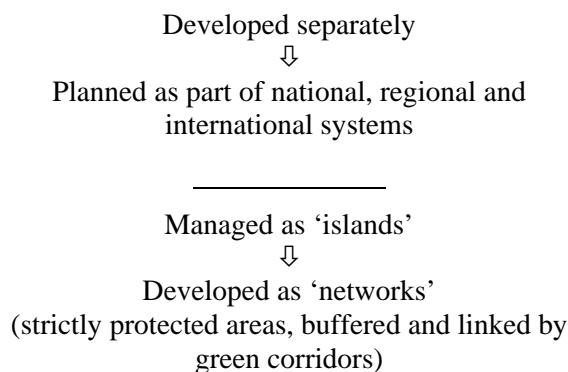 Developed separately
⇩
Planned as part of national, regional and
international systems
Managed as ‘islands’
⇩
Developed as ‘networks’
(strictly protected areas, buffered and linked by
green corridors)